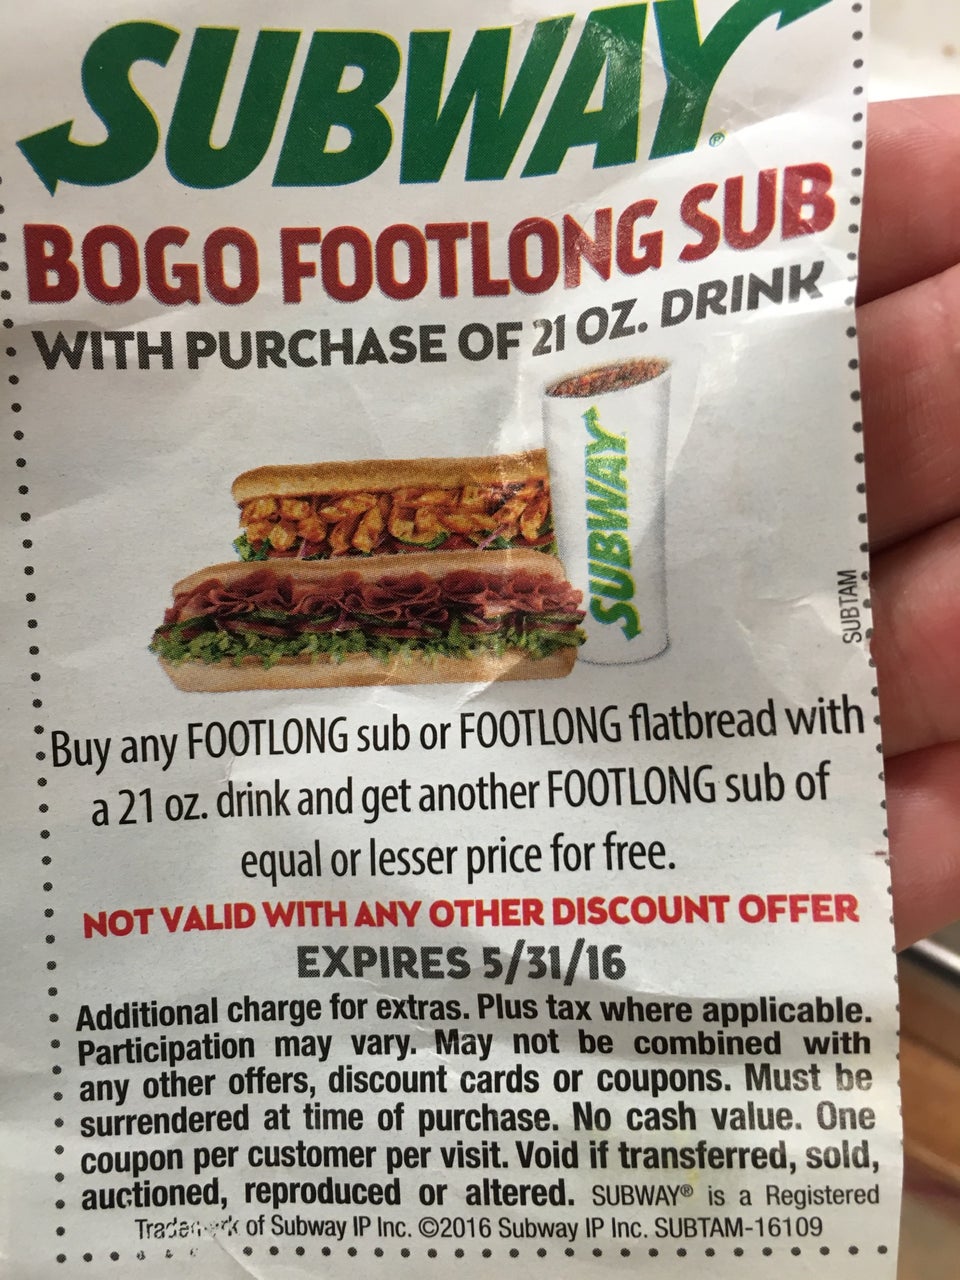 SUBWAY®
BOGO FOOTLONG SUB
WITH PURCHASE OF 21 OZ. DRINK
SUBWAY
SUBTAM
Buy any FOOTLONG sub or FOOTLONG flatbread with
a 21 oz. drink and get another FOOTLONG sub of
equal or lesser price for free.
NOT VALID WITH ANY OTHER DISCOUNT OFFER
EXPIRES 5/31/16
Additional charge for extras. Plus tax where applicable.
Participation may vary. May not be combined with
any other offers, discount cards or coupons. Must be
surrendered at time of purchase. No cash value. One
coupon per customer per visit. Void if transferred, sold,
auctioned, reproduced or altered. SUBWAY® is a Registered
Trademark of Subway IP Inc. ©2016 Subway IP Inc. SUBTAM-16109